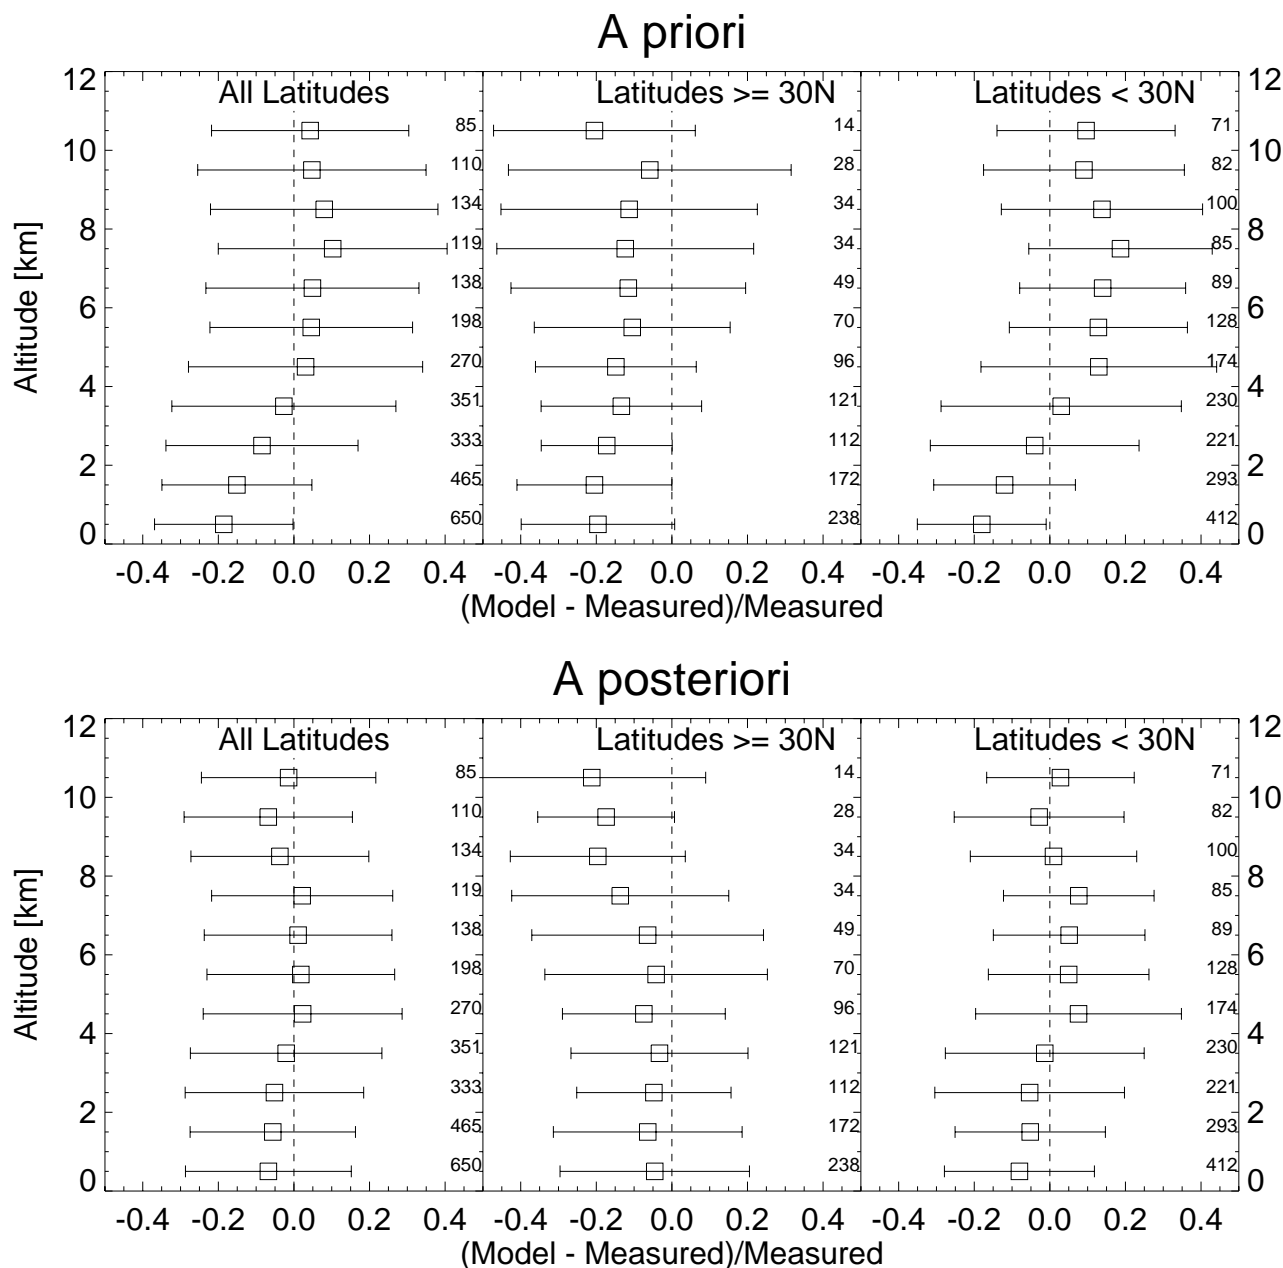 A priori
All Latitudes Latitudes >= 30N Latitudes < 30N
12 12
85 14 71
10 10
110 28 82
134 34 100
8 8
119 34 85
138 49 89
6 6
198 70 128
270 96 174
4 4
351 121 230
333 112 221
2 2
465 172 293
650 238 412
0 0
Altitude [km]
-0.4 -0.2 0.0 0.2 0.4 -0.4 -0.2 0.0 0.2 0.4 -0.4 -0.2 0.0 0.2 0.4
(Model - Measured)/Measured
A posteriori
All Latitudes Latitudes >= 30N Latitudes < 30N
12 12
85 14 71
10 10
110 28 82
134 34 100
8 8
119 34 85
138 49 89
6 6
198 70 128
270 96 174
4 4
351 121 230
333 112 221
2 2
465 172 293
650 238 412
0 0
Altitude [km]
-0.4 -0.2 0.0 0.2 0.4 -0.4 -0.2 0.0 0.2 0.4 -0.4 -0.2 0.0 0.2 0.4
(Model - Measured)/Measured